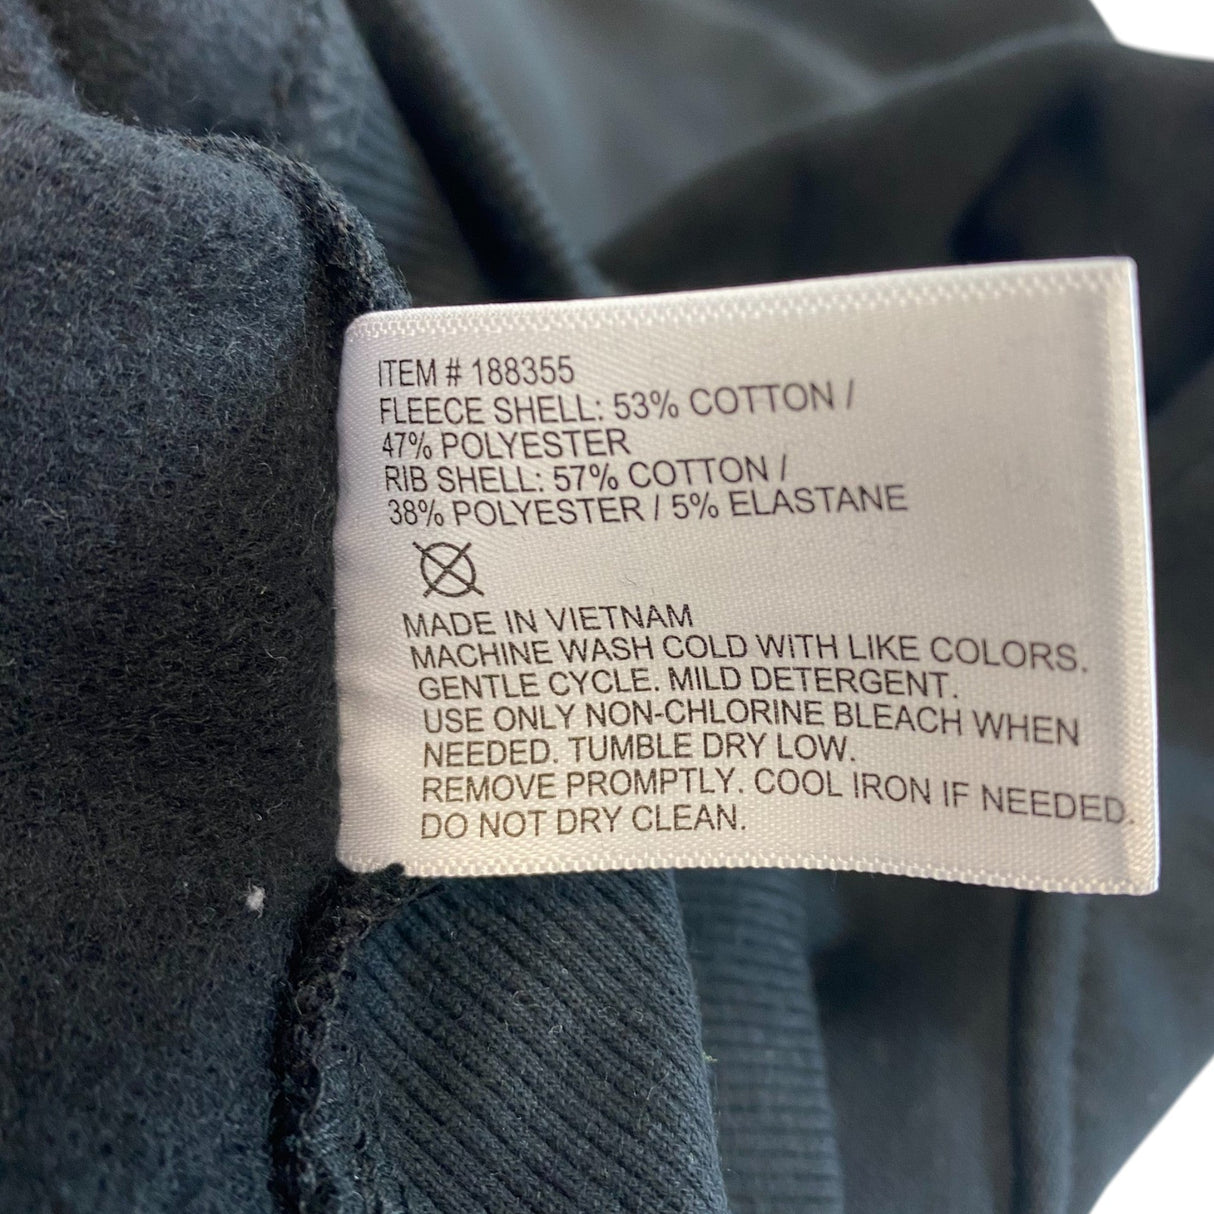 ITEM # 188355
FLEECE SHELL: 53% COTTON /
47% POLYESTER
RIB SHELL: 57% COTTON /
38% POLYESTER / 5% ELASTANE
MADE IN VIETNAM
MACHINE WASH COLD WITH LIKE COLORS.
GENTLE CYCLE. MILD DETERGENT.
USE ONLY NON-CHLORINE BLEACH WHEN
NEEDED. TUMBLE DRY LOW.
REMOVE PROMPTLY. COOL IRON IF NEEDED.
DO NOT DRY CLEAN.